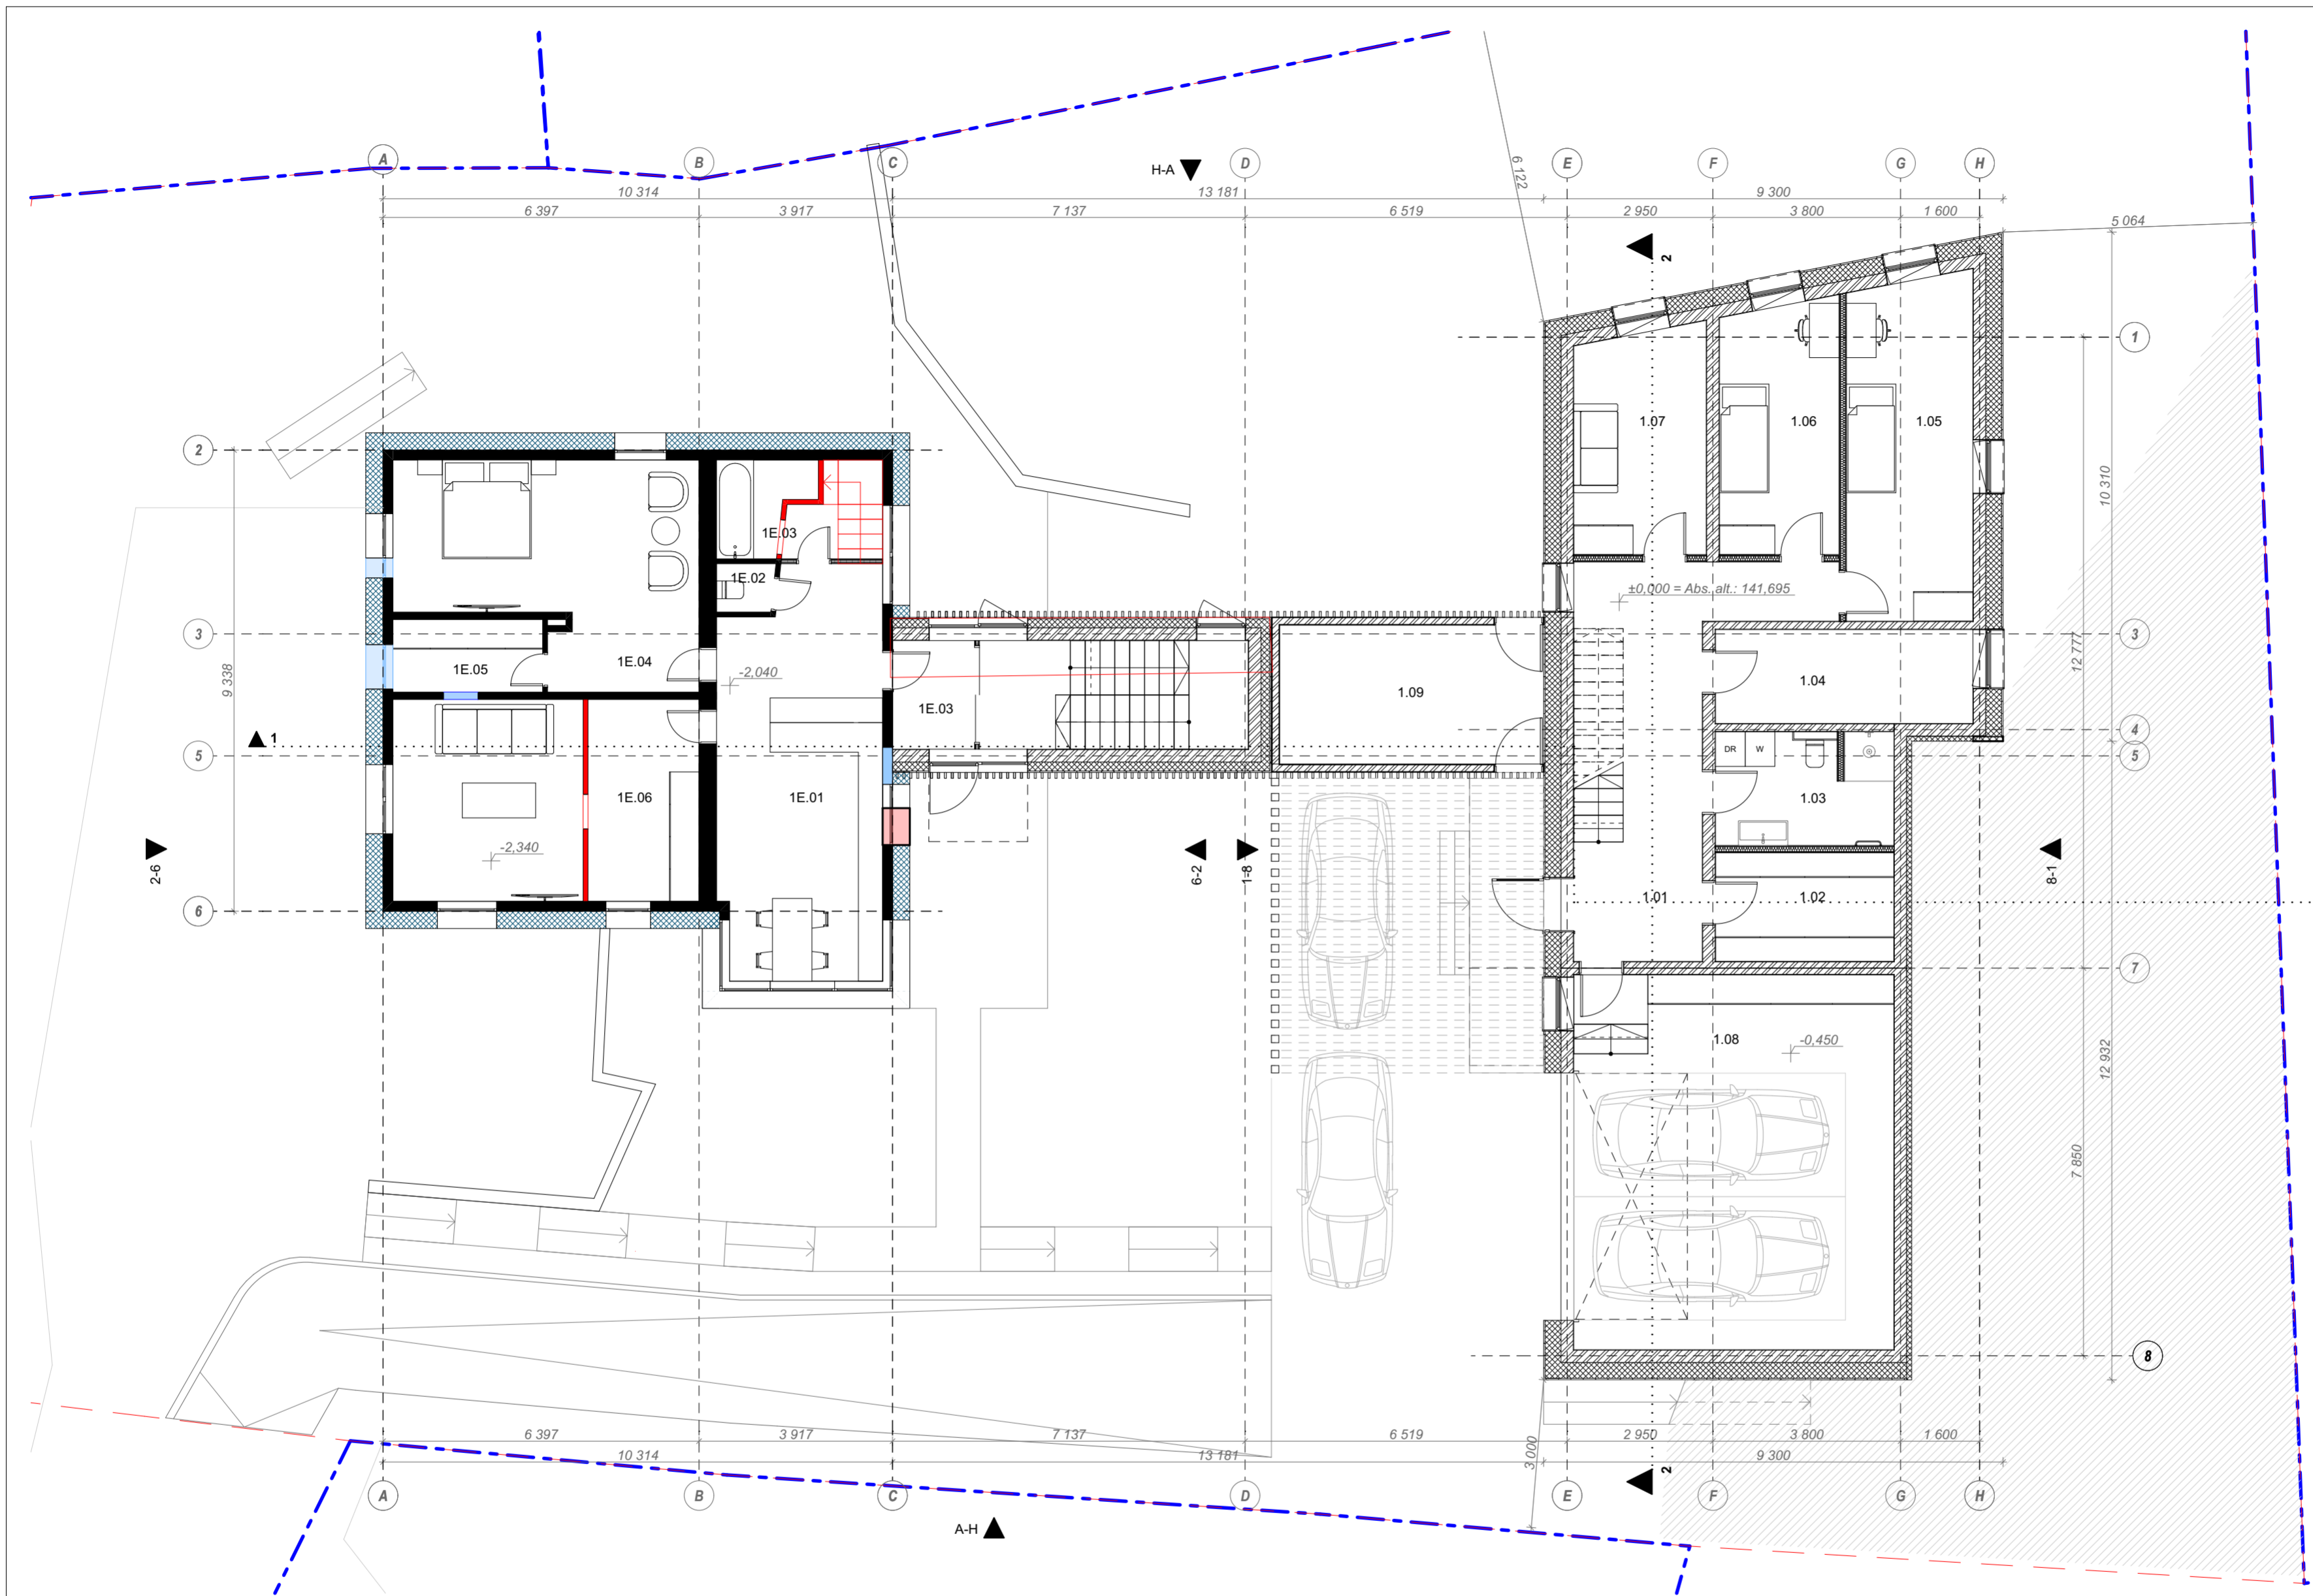 A
B
C
H-A
D
E
F
G
H
6 122
10 314
13 181
9 300
6 397
3 917
7 137
6 519
2 950
3 800
1 600
5 064
2
1
2
1.07
1.06
1.05
10 310
1E.03
1E.02
±0,000 = Abs. alt.: 141,695
3
3
9 338
12 777
1E.05
1E.04
-2,040
1.09
1.04
1E.03
4
1
5
DR
W
5
1E.06
1E.01
1.03
2-6
-2,340
6-2
1-8
8-1
6
1.01
1.02
7
1.08
-0,450
12 932
7 850
8
6 397
3 917
7 137
6 519
2 950
3 800
1 600
10 314
13 181
3 000
2
9 300
A
B
C
D
E
F
G
H
A-H